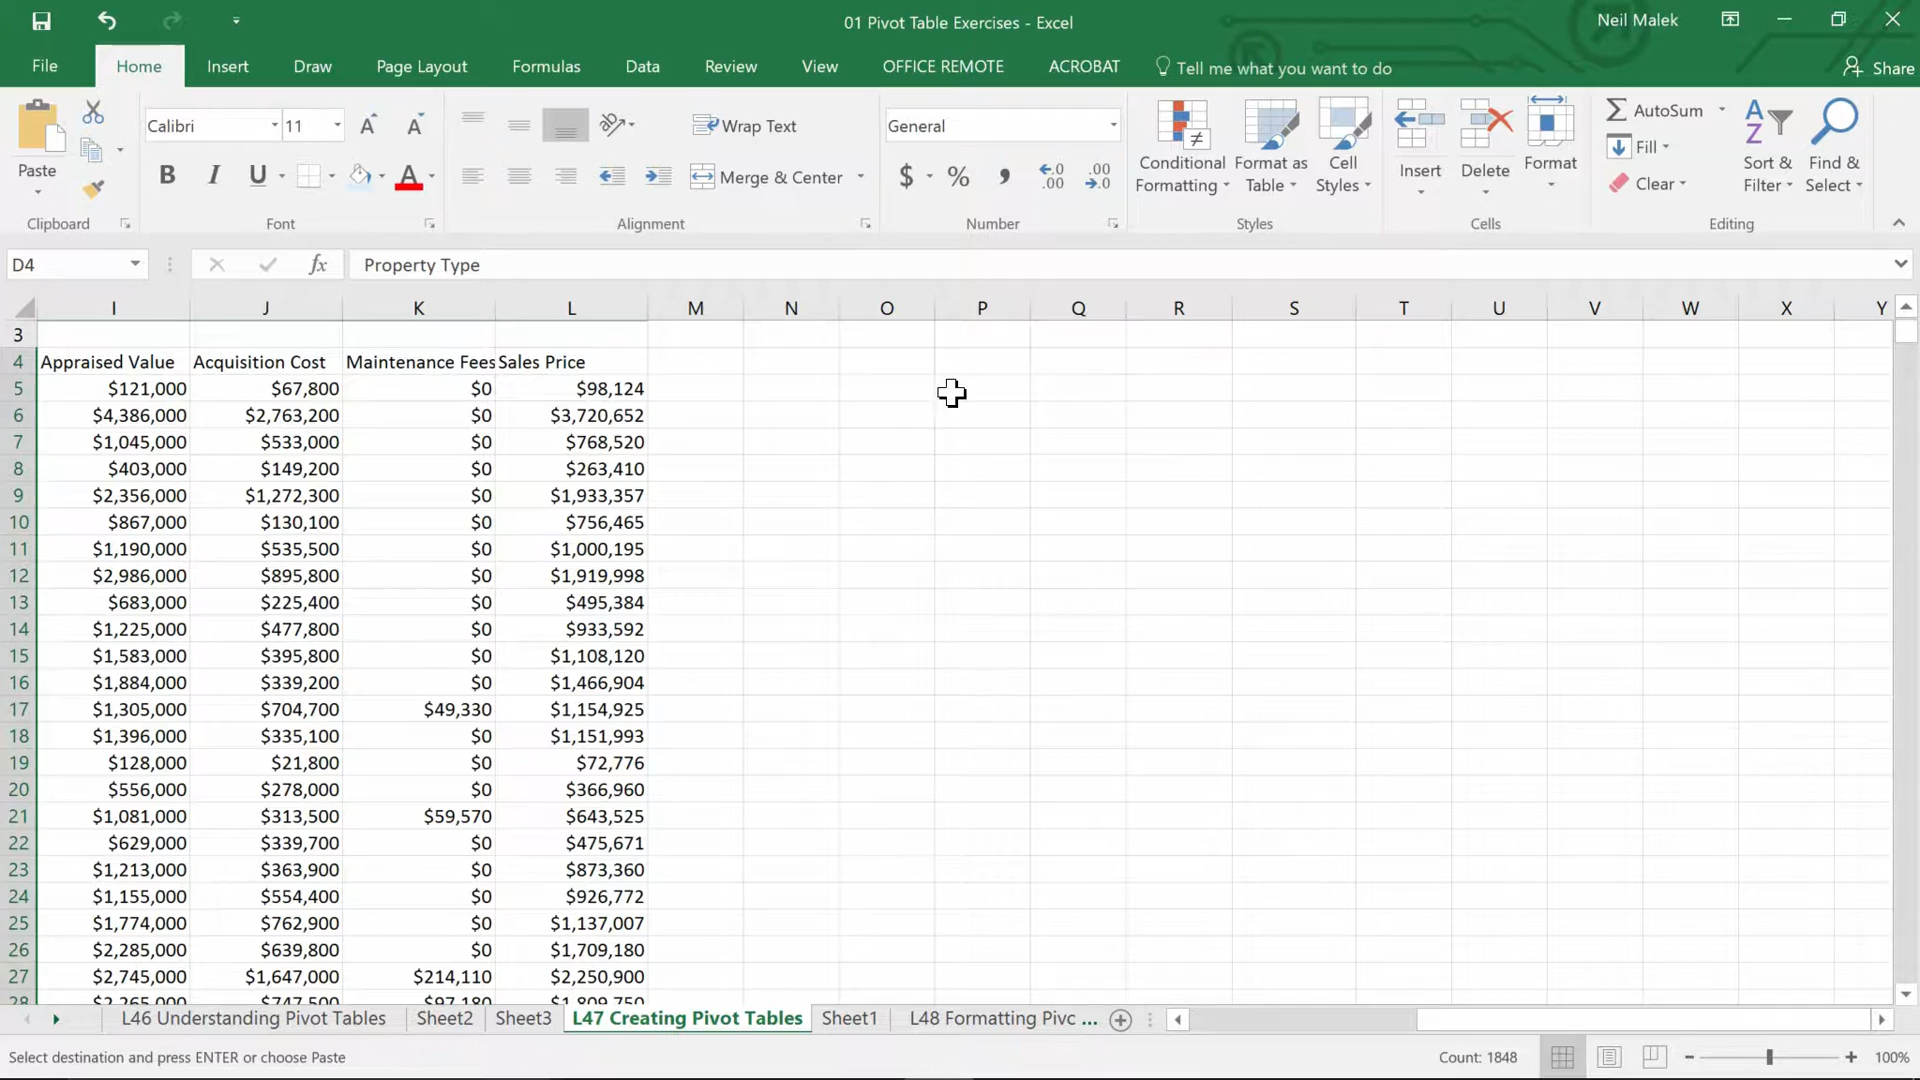 01 Pivot Table Exercises - Excel
Neil Malek
File Home Insert Draw Page Layout Formulas Data Review View OFFICE REMOTE ACROBAT Tell me what you want to do Share
Calibri 11 Wrap Text General AutoSum
Fill
Paste B I U Merge & Center $ % , .0 .00 .00 .0 Conditional Formatting Format as Table Cell Styles Insert Delete Format Clear Sort & Filter Find & Select
Clipboard Font Alignment Number Styles Cells Editing
D4 fx Property Type
I J K L M N O P Q R S T U V W X Y
3
4 Appraised Value Acquisition Cost Maintenance Fees Sales Price
5 $121,000 $67,800 $0 $98,124
6 $4,386,000 $2,763,200 $0 $3,720,652
7 $1,045,000 $533,000 $0 $768,520
8 $403,000 $149,200 $0 $263,410
9 $2,356,000 $1,272,300 $0 $1,933,357
10 $867,000 $130,100 $0 $756,465
11 $1,190,000 $535,500 $0 $1,000,195
12 $2,986,000 $895,800 $0 $1,919,998
13 $683,000 $225,400 $0 $495,384
14 $1,225,000 $477,800 $0 $933,592
15 $1,583,000 $395,800 $0 $1,108,120
16 $1,884,000 $339,200 $0 $1,466,904
17 $1,305,000 $704,700 $49,330 $1,154,925
18 $1,396,000 $335,100 $0 $1,151,993
19 $128,000 $21,800 $0 $72,776
20 $556,000 $278,000 $0 $366,960
21 $1,081,000 $313,500 $59,570 $643,525
22 $629,000 $339,700 $0 $475,671
23 $1,213,000 $363,900 $0 $873,360
24 $1,155,000 $554,400 $0 $926,772
25 $1,774,000 $762,900 $0 $1,137,007
26 $2,285,000 $639,800 $0 $1,709,180
27 $2,745,000 $1,647,000 $214,110 $2,250,900
28 $2,265,000 $747,500 $97,180 $1,809,750
L46 Understanding Pivot Tables Sheet2 Sheet3 L47 Creating Pivot Tables Sheet1 L48 Formatting Pivc ...
Select destination and press ENTER or choose Paste Count: 1848 100%